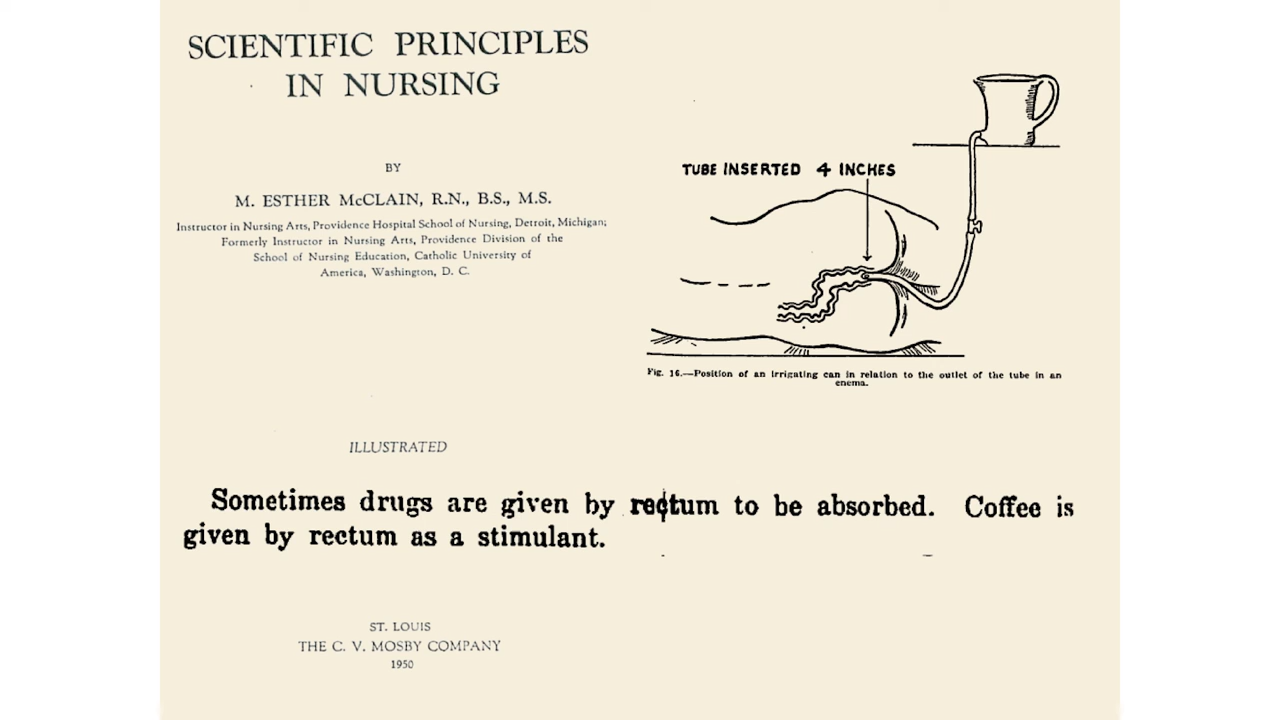 SCIENTIFIC PRINCIPLES
IN NURSING
BY
M. ESTHER McCLAIN, R.N., B.S., M.S.
Instructor in Nursing Arts, Providence Hospital School of Nursing, Detroit, Michigan;
Formerly Instructor in Nursing Arts, Providence Division of the
School of Nursing Education, Catholic University of
America, Washington, D. C.
TUBE INSERTED 4 INCHES
Fig. 16.—Position of an irrigating can in relation to the outlet of the tube in an
enema.
ILLUSTRATED
Sometimes drugs are given by rectum to be absorbed. Coffee is
given by rectum as a stimulant.
ST. LOUIS
THE C. V. MOSBY COMPANY
1950